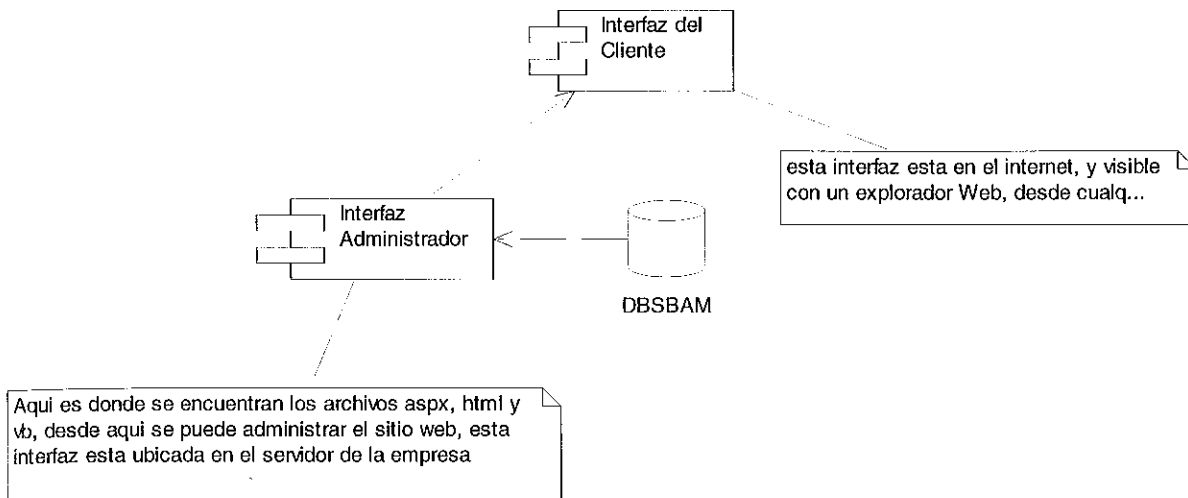 Interfaz del
Cliente
esta interfaz esta en el internet, y visible
con un explorador Web, desde cualq...
Interfaz
Administrador
DBSBAM
Aqui es donde se encuentran los archivos aspx, html y
vb, desde aqui se puede administrar el sitio web, esta
interfaz esta ubicada en el servidor de la empresa